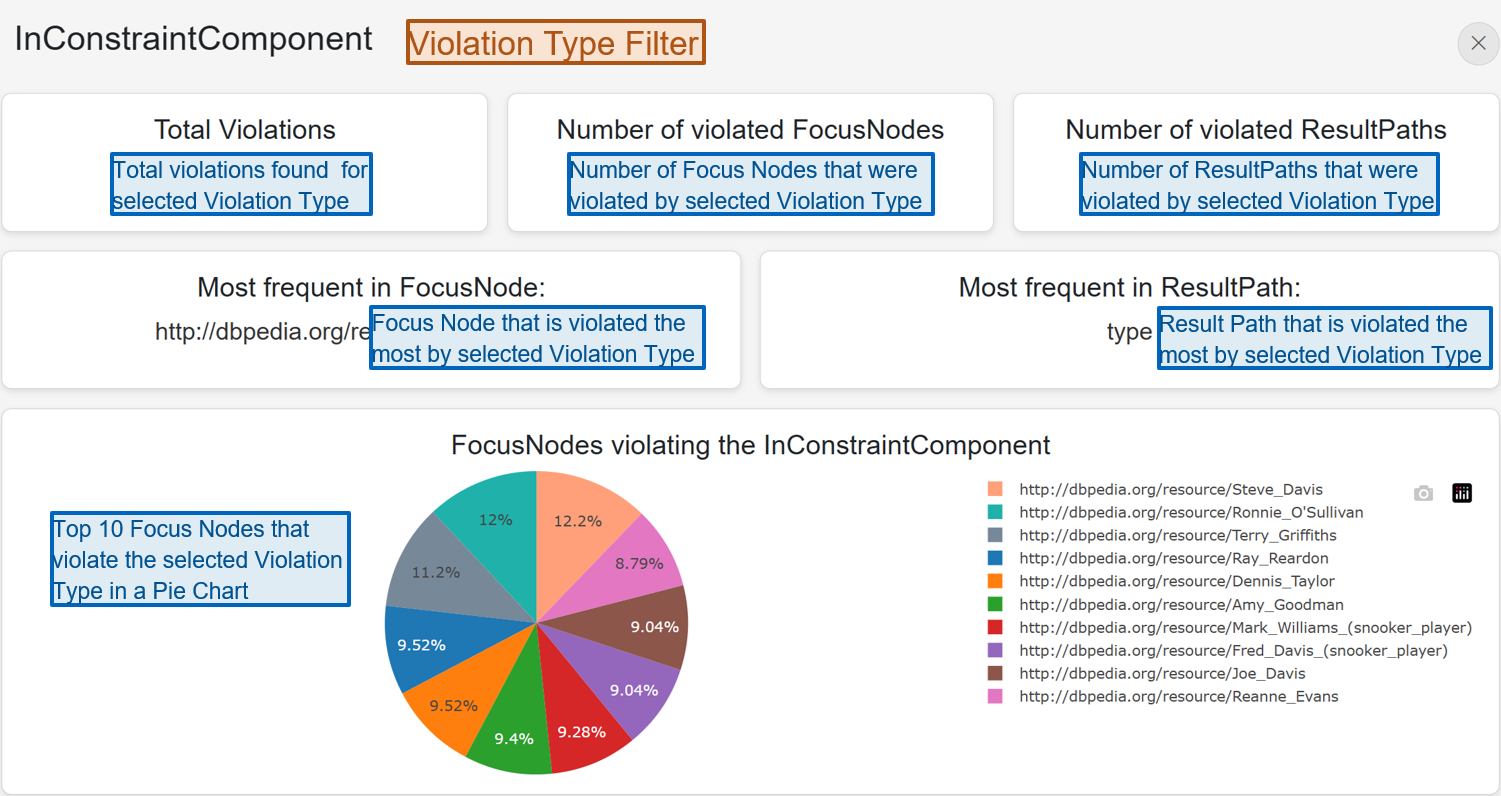 InConstraintComponent
Violation Type Filter
Total Violations
Total violations found  for
selected Violation Type
Number of violated FocusNodes
Number of Focus Nodes that were
violated by selected Violation Type
Number of violated ResultPaths
Number of ResultPaths that were
violated by selected Violation Type
Most frequent in FocusNode:
http://dbpedia.org/re
Focus Node that is violated the
most by selected Violation Type
Most frequent in ResultPath:
type
Result Path that is violated the
most by selected Violation Type
FocusNodes violating the InConstraintComponent
Top 10 Focus Nodes that
violate the selected Violation
Type in a Pie Chart
12%
12.2%
8.79%
11.2%
9.04%
9.52%
9.04%
9.52%
9.4%
9.28%
http://dbpedia.org/resource/Steve_Davis
http://dbpedia.org/resource/Ronnie_O'Sullivan
http://dbpedia.org/resource/Terry_Griffiths
http://dbpedia.org/resource/Ray_Reardon
http://dbpedia.org/resource/Dennis_Taylor
http://dbpedia.org/resource/Amy_Goodman
http://dbpedia.org/resource/Mark_Williams_(snooker_player)
http://dbpedia.org/resource/Fred_Davis_(snooker_player)
http://dbpedia.org/resource/Joe_Davis
http://dbpedia.org/resource/Reanne_Evans